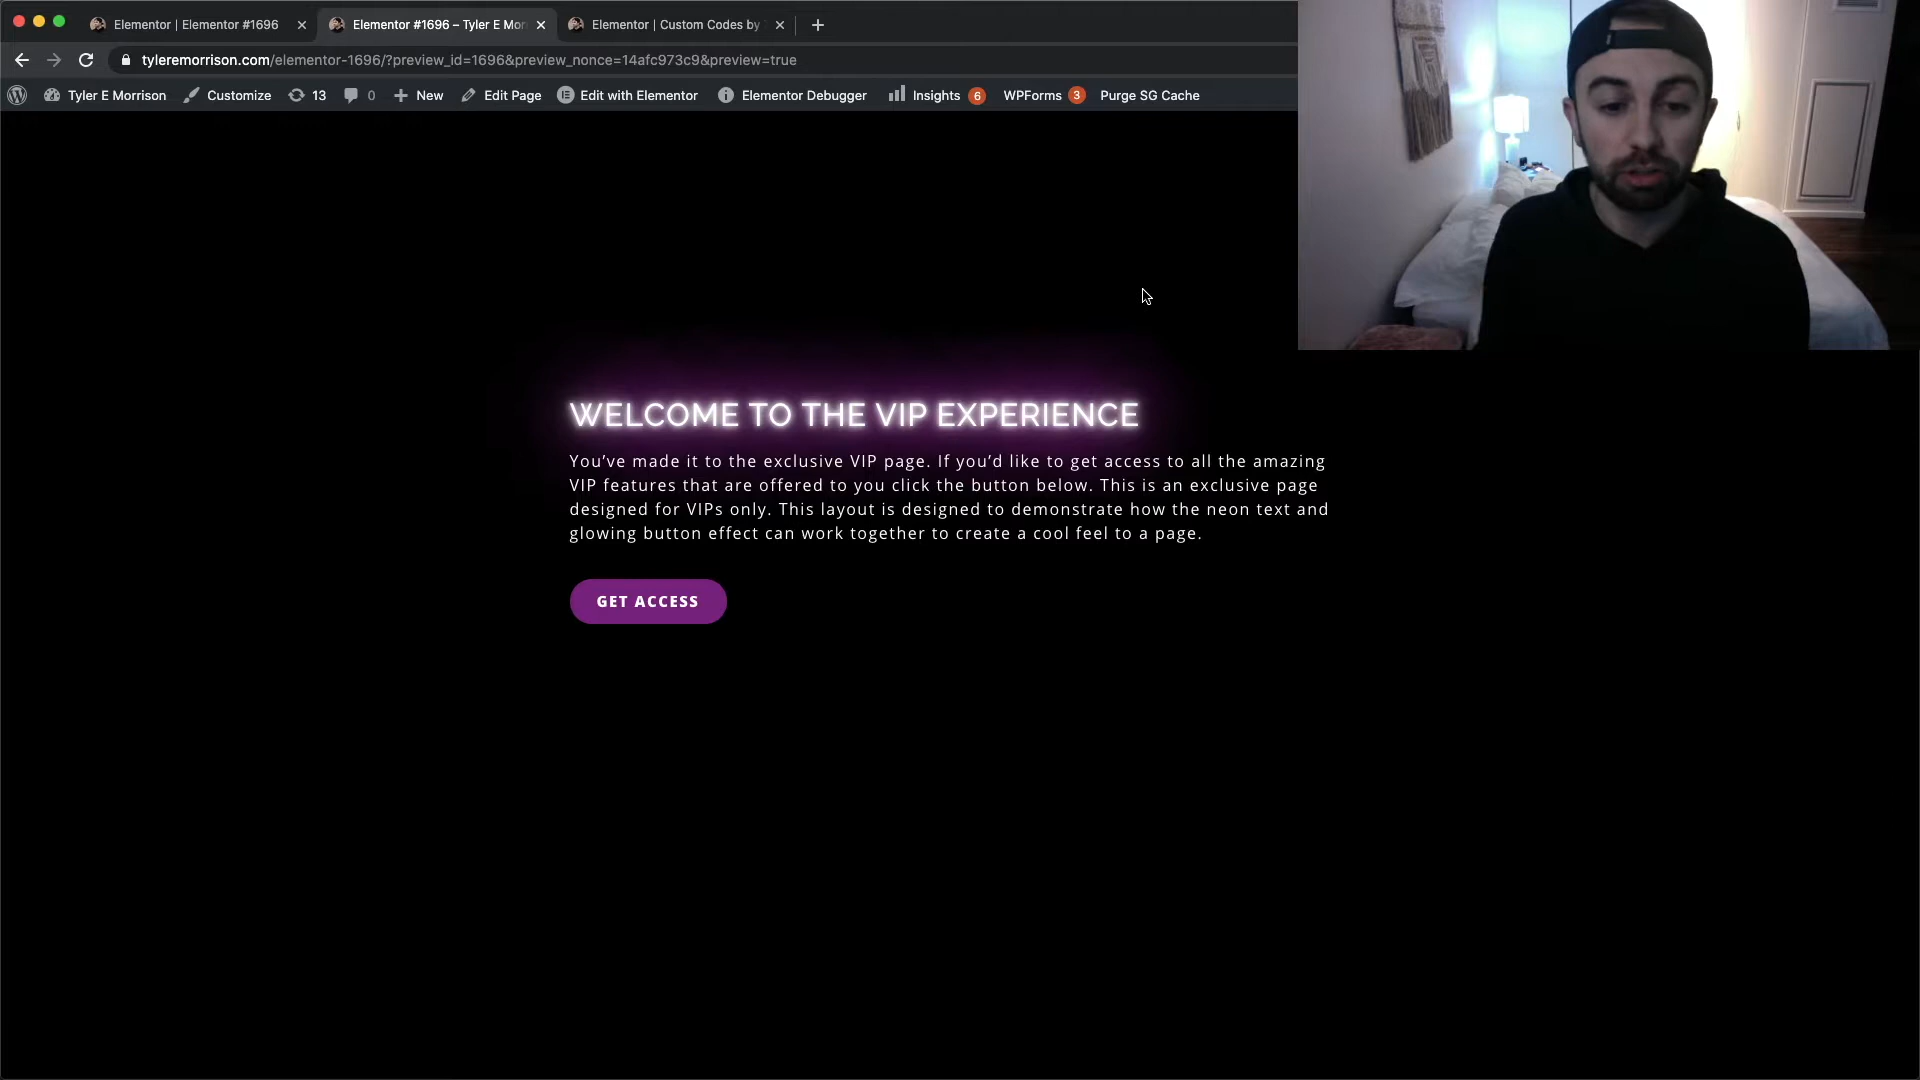 Elementor | Elementor #1696
Elementor #1696 – Tyler E Mor
Elementor | Custom Codes by
tyleremorrison.com/elementor-1696/?preview_id=1696&preview_nonce=14afc973c9&preview=true
Tyler E Morrison Customize 13 0 New Edit Page Edit with Elementor Elementor Debugger Insights 6 WPForms 3 Purge SG Cache
WELCOME TO THE VIP EXPERIENCE
You’ve made it to the exclusive VIP page. If you’d like to get access to all the amazing
VIP features that are offered to you click the button below. This is an exclusive page
designed for VIPs only. This layout is designed to demonstrate how the neon text and
glowing button effect can work together to create a cool feel to a page.
GET ACCESS